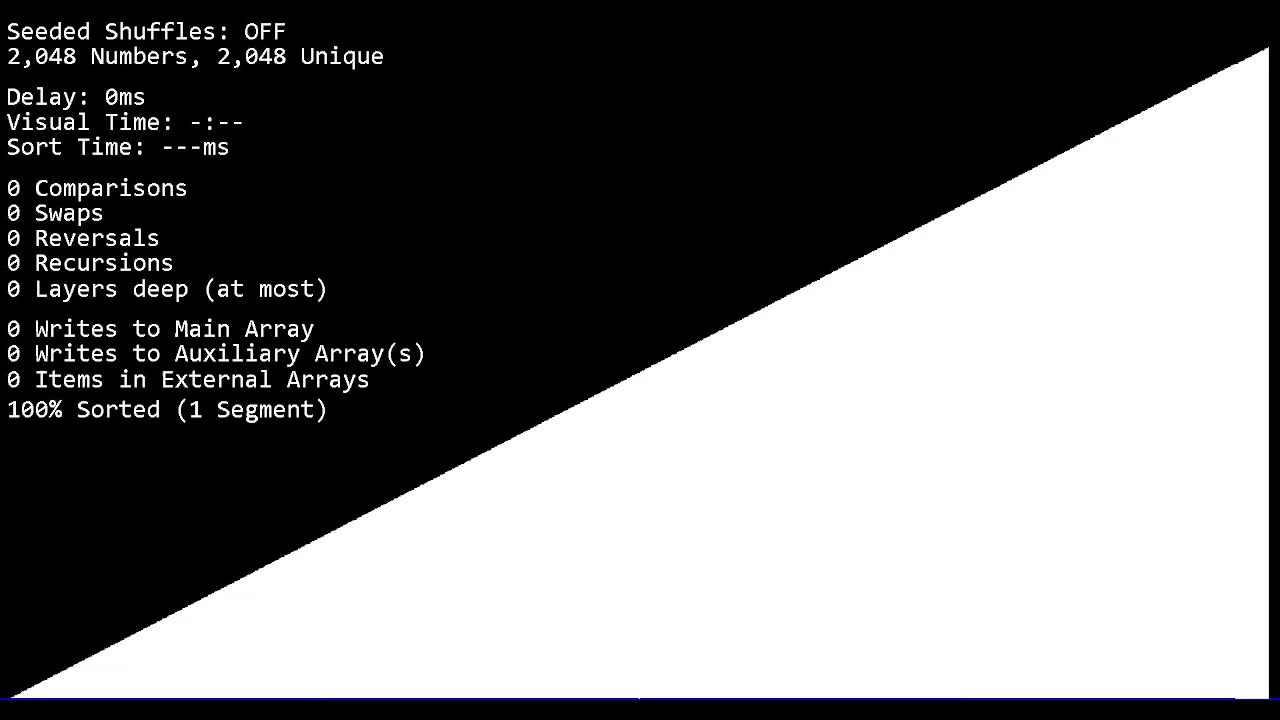 Seeded Shuffles: OFF
2,048 Numbers, 2,048 Unique
Delay: 0ms
Visual Time: -:--
Sort Time: ---ms
0 Comparisons
0 Swaps
0 Reversals
0 Recursions
0 Layers deep (at most)
0 Writes to Main Array
0 Writes to Auxiliary Array(s)
0 Items in External Arrays
100% Sorted (1 Segment)